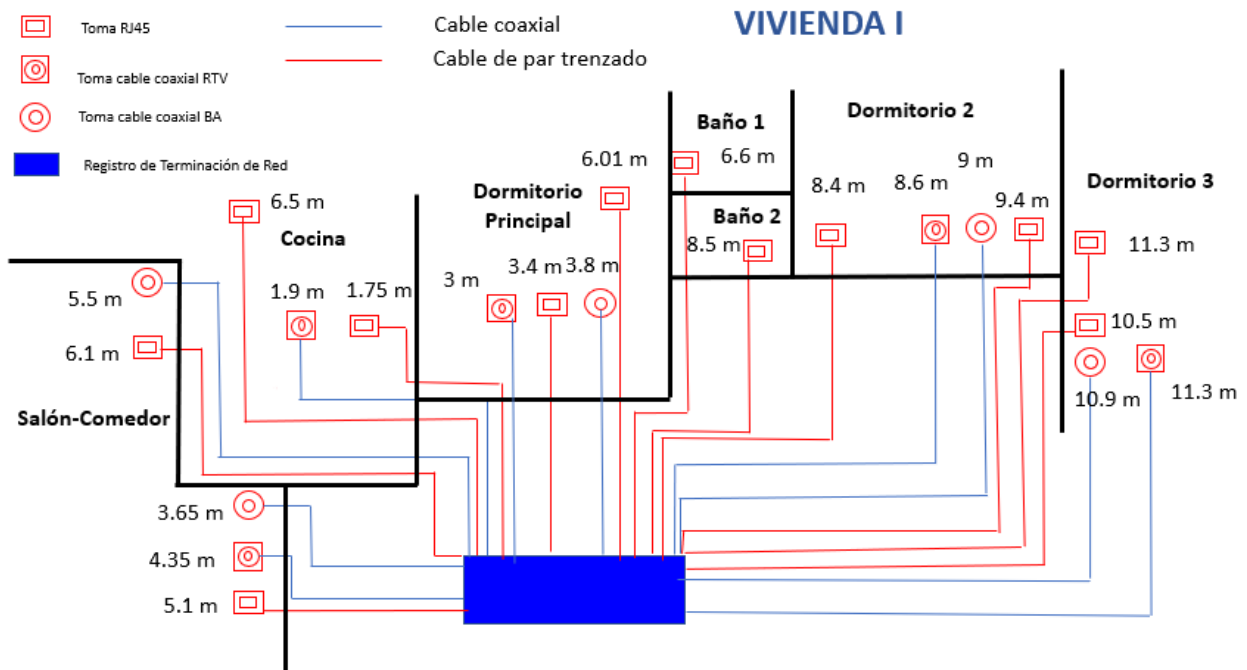 VIVIENDA I
Toma RJ45
Cable coaxial
Toma cable coaxial RTV
Cable de par trenzado
Toma cable coaxial BA
Registro de Terminación de Red
6.5 m
Cocina
1.9 m
1.75 m
5.5 m
6.1 m
Salón-Comedor
3.65 m
4.35 m
5.1 m
6.01 m
Dormitorio
Principal
3 m
3.4 m
3.8 m
Baño 1
6.6 m
Baño 2
8.5 m
Dormitorio 2
8.4 m
8.6 m
9 m
9.4 m
Dormitorio 3
11.3 m
10.5 m
10.9 m
11.3 m